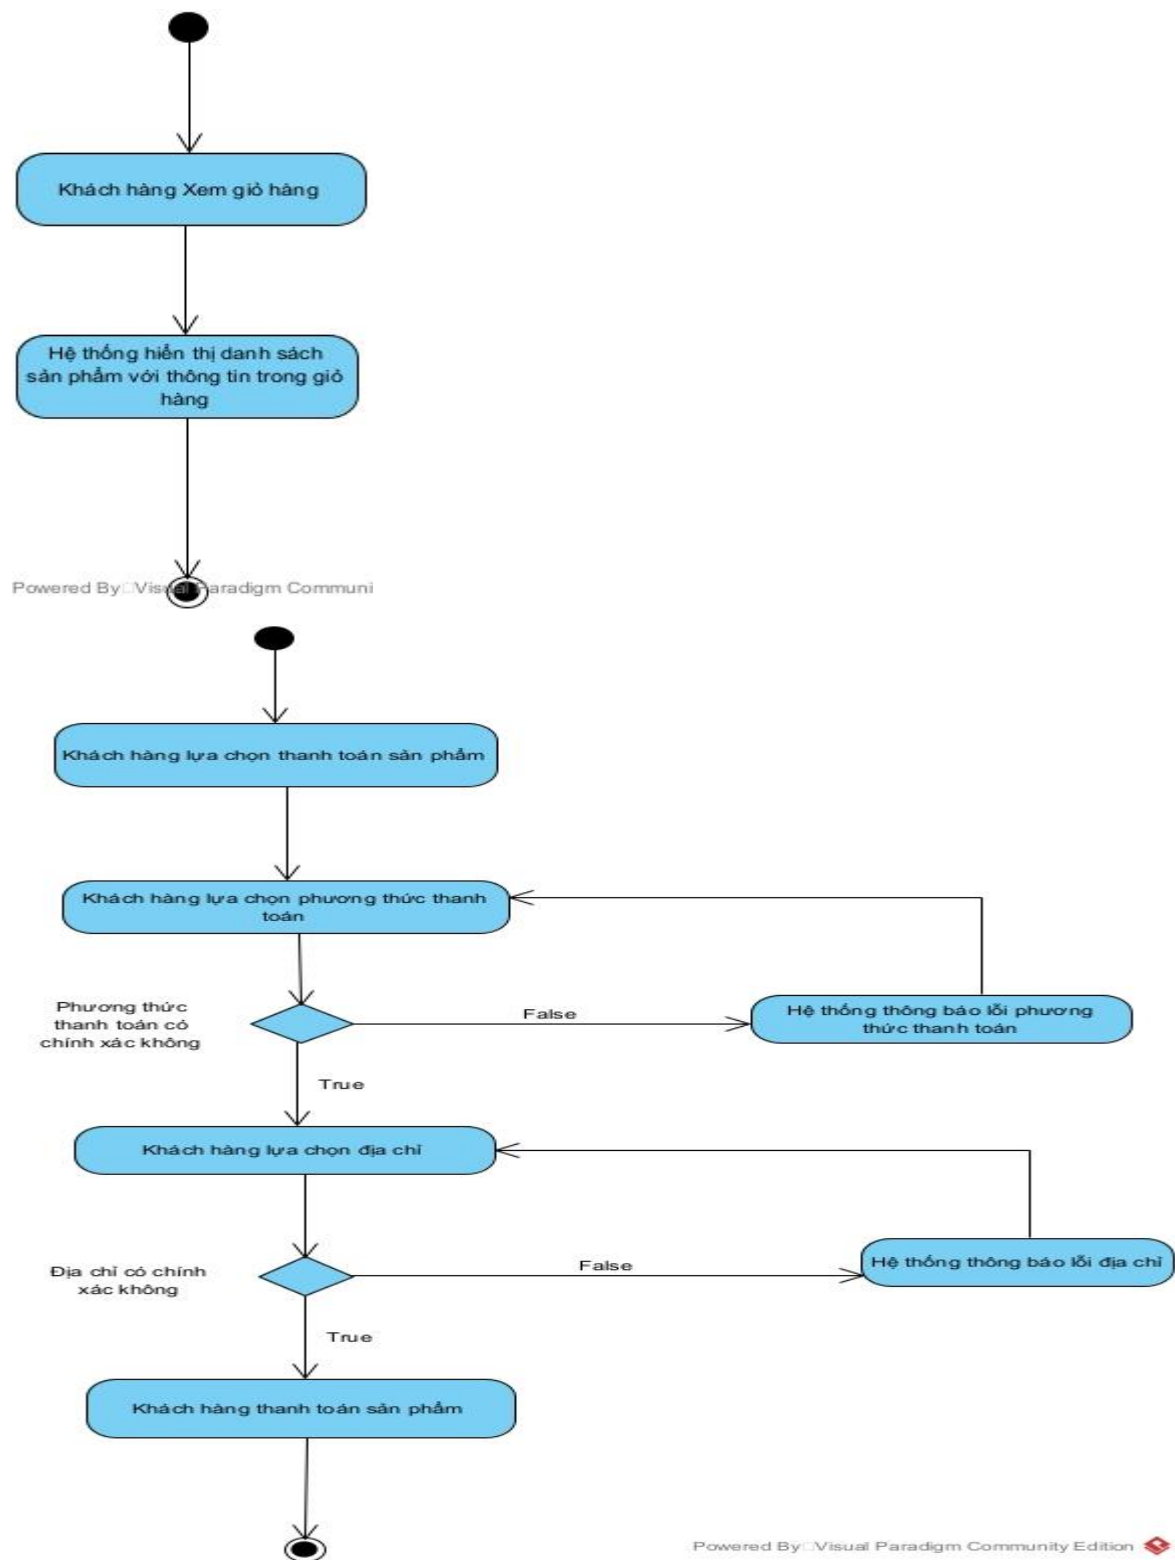 Khách hàng Xem giỏ hàng
Hệ thống hiển thị danh sách
sản phẩm với thông tin trong giỏ
hàng
Powered By Visual Paradigm Communi
Khách hàng lựa chọn thanh toán sản phẩm
Khách hàng lựa chọn phương thức thanh
toán
Phương thức
thanh toán có
chính xác không
False
Hệ thống thông báo lỗi phương
thức thanh toán
True
Khách hàng lựa chọn địa chỉ
Địa chỉ có chính
xác không
False
Hệ thống thông báo lỗi địa chỉ
True
Khách hàng thanh toán sản phẩm
Powered By Visual Paradigm Community Edition